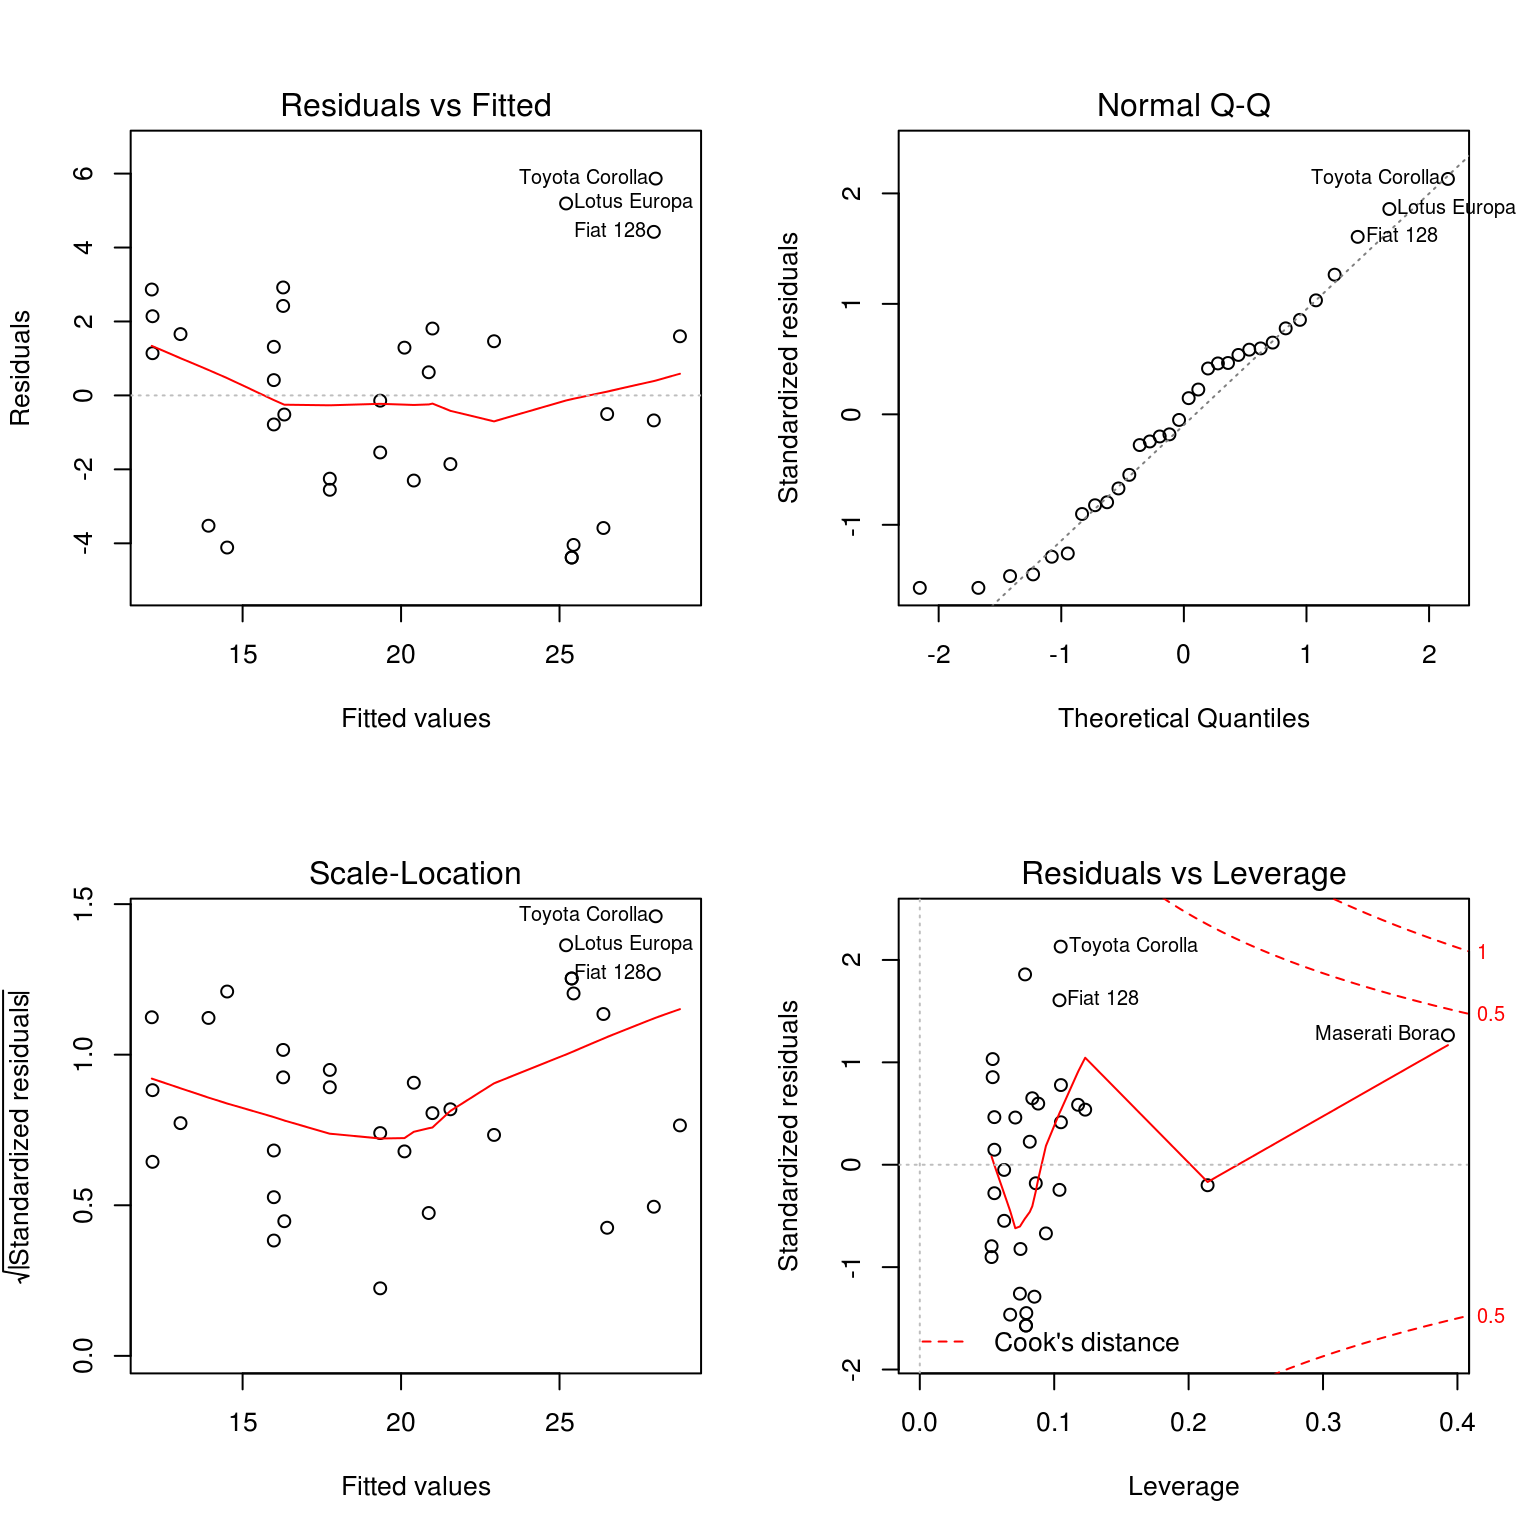 Residuals vs Fitted
Residuals
6
4
2
0
-2
-4
Toyota Corolla
Lotus Europa
Fiat 128
15 20 25
Fitted values
Normal Q-Q
Standardized residuals
2
1
0
-1
Toyota Corolla
Lotus Europa
Fiat 128
-2 -1 0 1 2
Theoretical Quantiles
Scale-Location
√|Standardized residuals|
1.5
1.0
0.5
0.0
Toyota Corolla
Lotus Europa
Fiat 128
15 20 25
Fitted values
Residuals vs Leverage
Standardized residuals
2
1
0
-1
-2
Toyota Corolla
Fiat 128
Maserati Bora
1
0.5
0.5
Cook's distance
0.0 0.1 0.2 0.3 0.4
Leverage